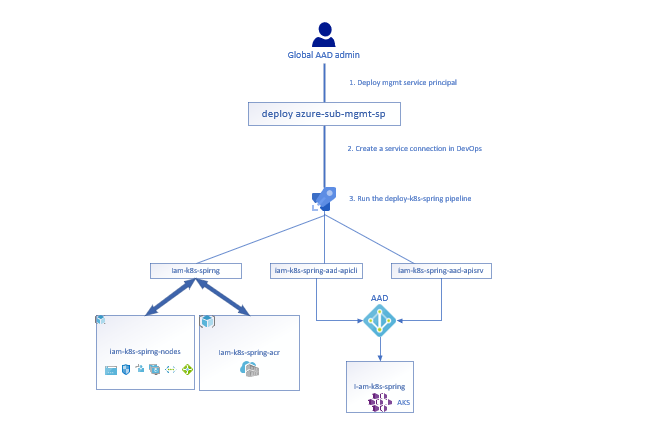 Global AAD admin
1. Deploy mgmt service principal
deploy azure-sub-mgmt-sp
2. Create a service connection in DevOps
3. Run the deploy-k8s-spring pipeline
iam-k8s-spirng
iam-k8s-spring-aad-apicli
iam-k8s-spring-aad-apisrv
AAD
iam-k8s-spirng-nodes
iam-k8s-spring-acr
I-am-k8s-spring
AKS